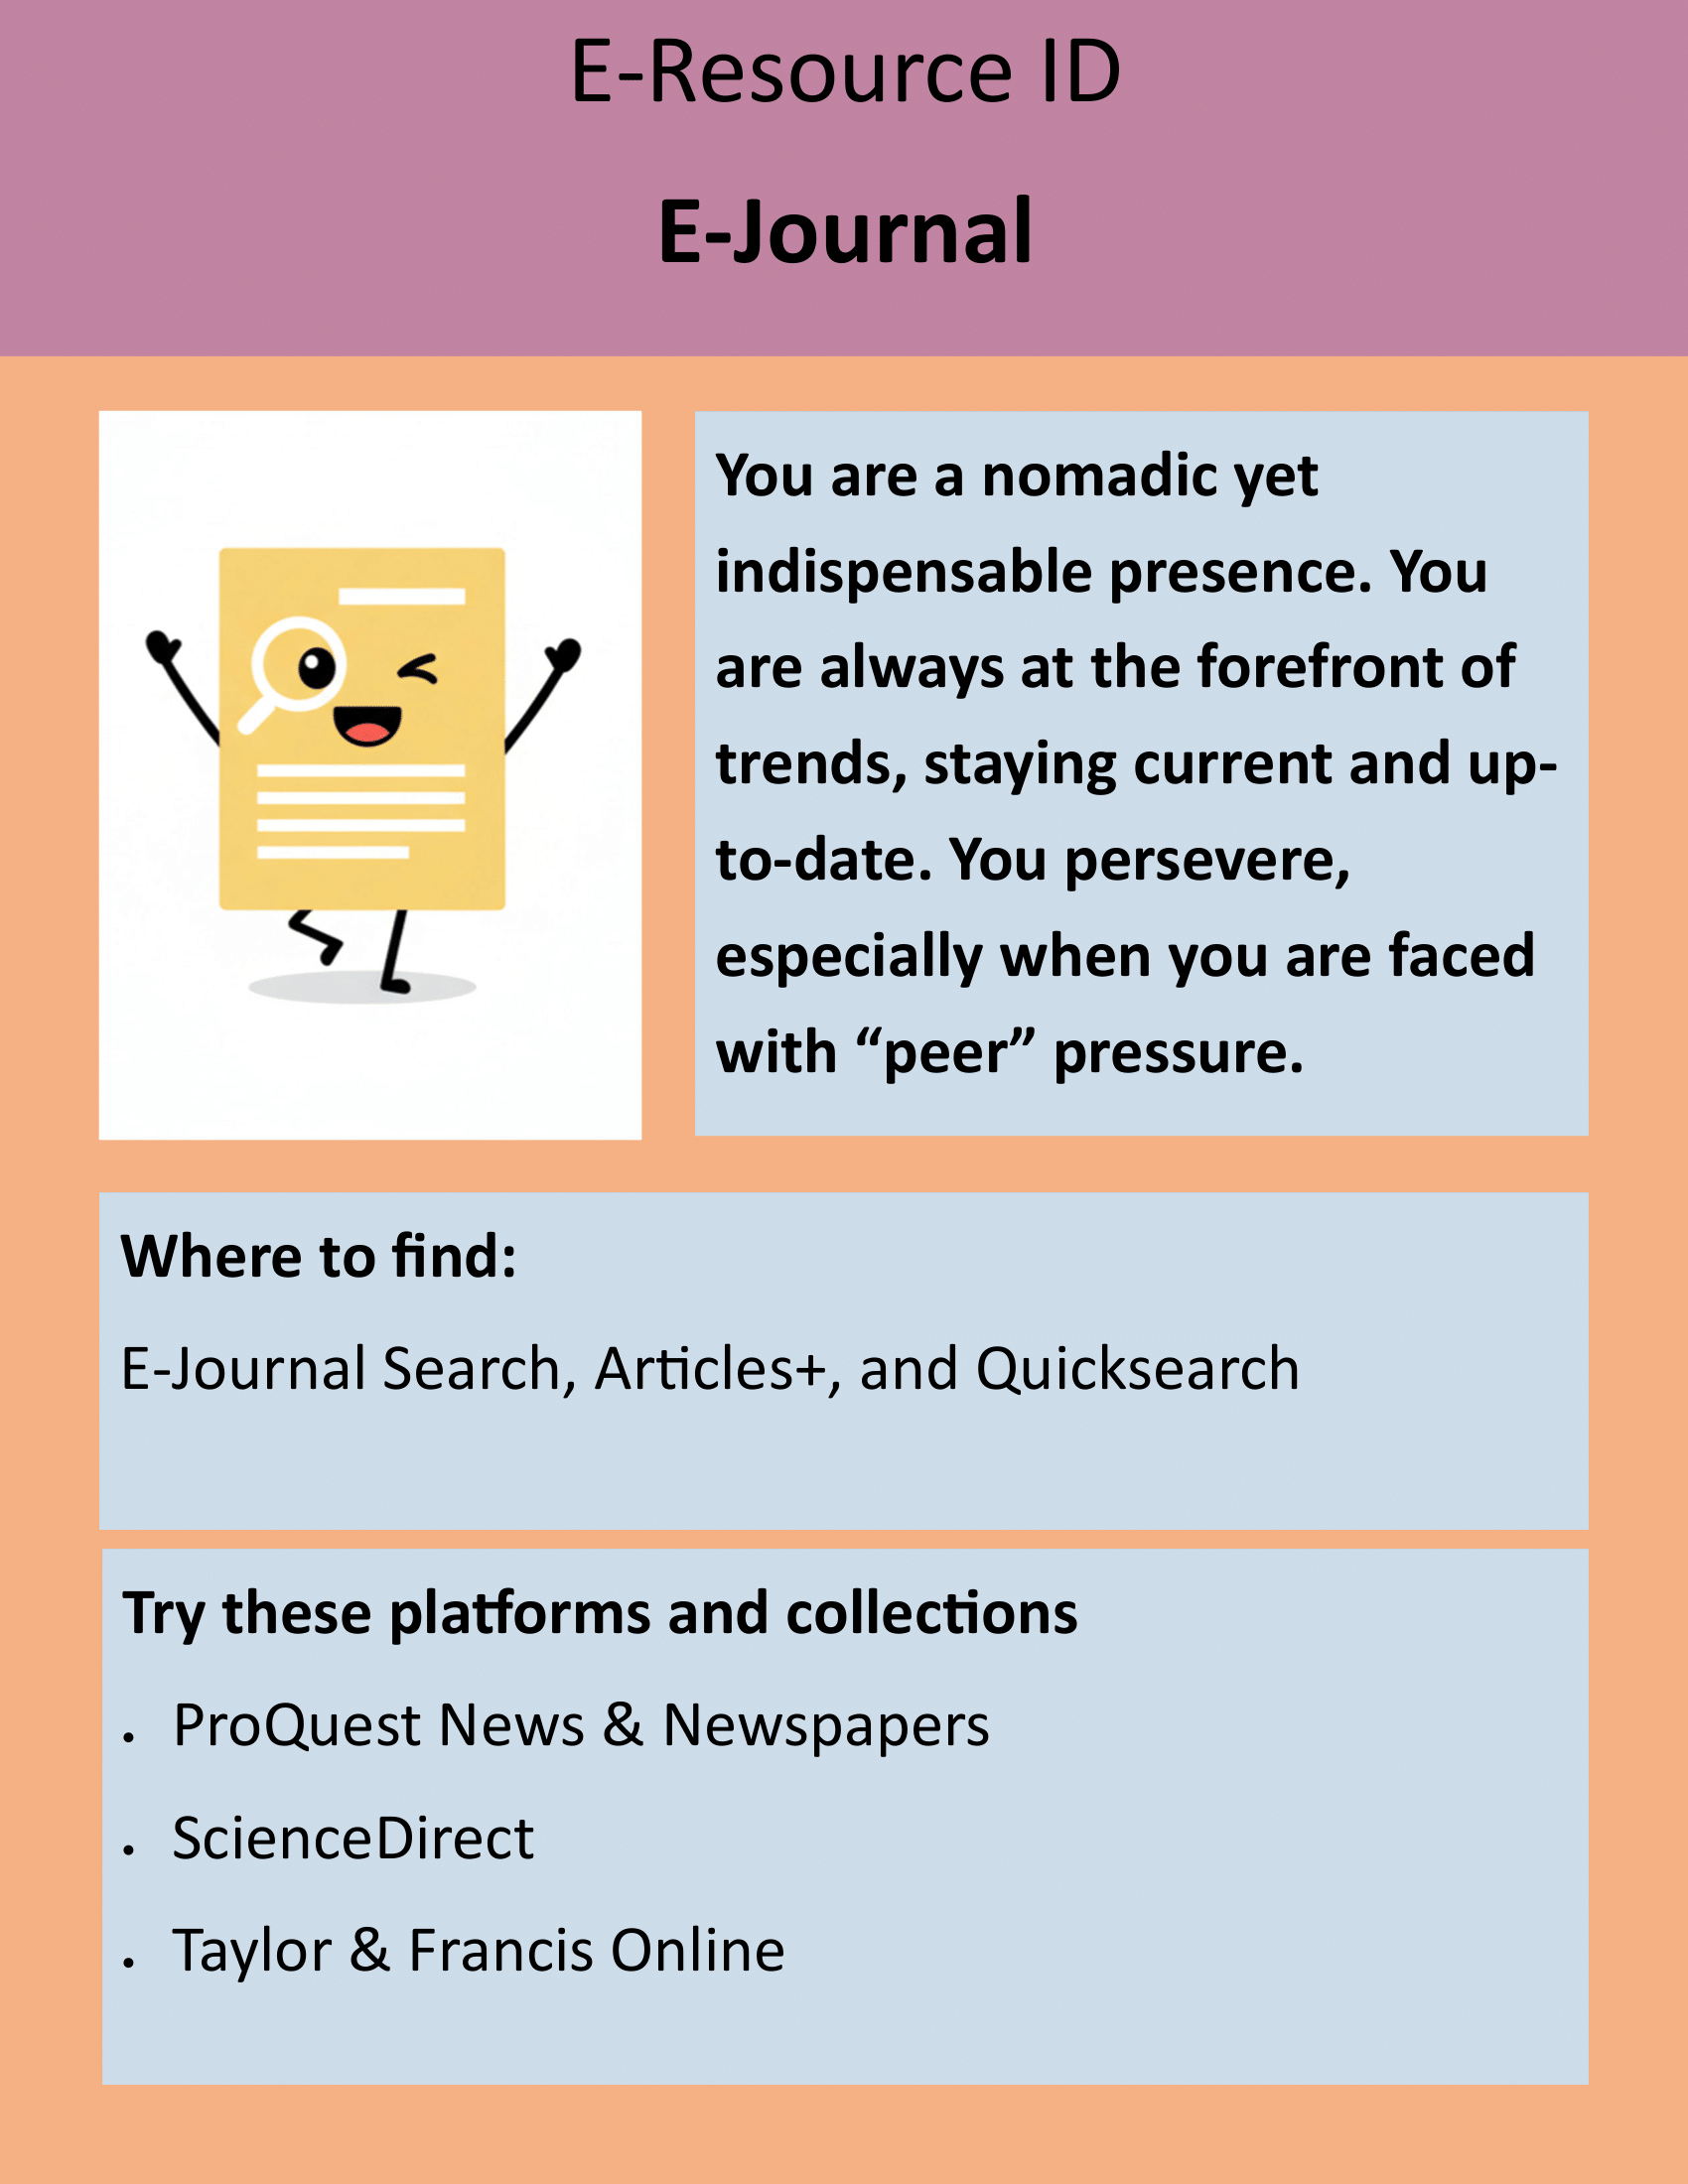 E-Resource ID
E-Journal
You are a nomadic yet
indispensable presence. You
are always at the forefront of
trends, staying current and up-
to-date. You persevere,
especially when you are faced
with “peer” pressure.
Where to find:
E-Journal Search, Articles+, and Quicksearch
Try these platforms and collections
• ProQuest News & Newspapers
• ScienceDirect
• Taylor & Francis Online